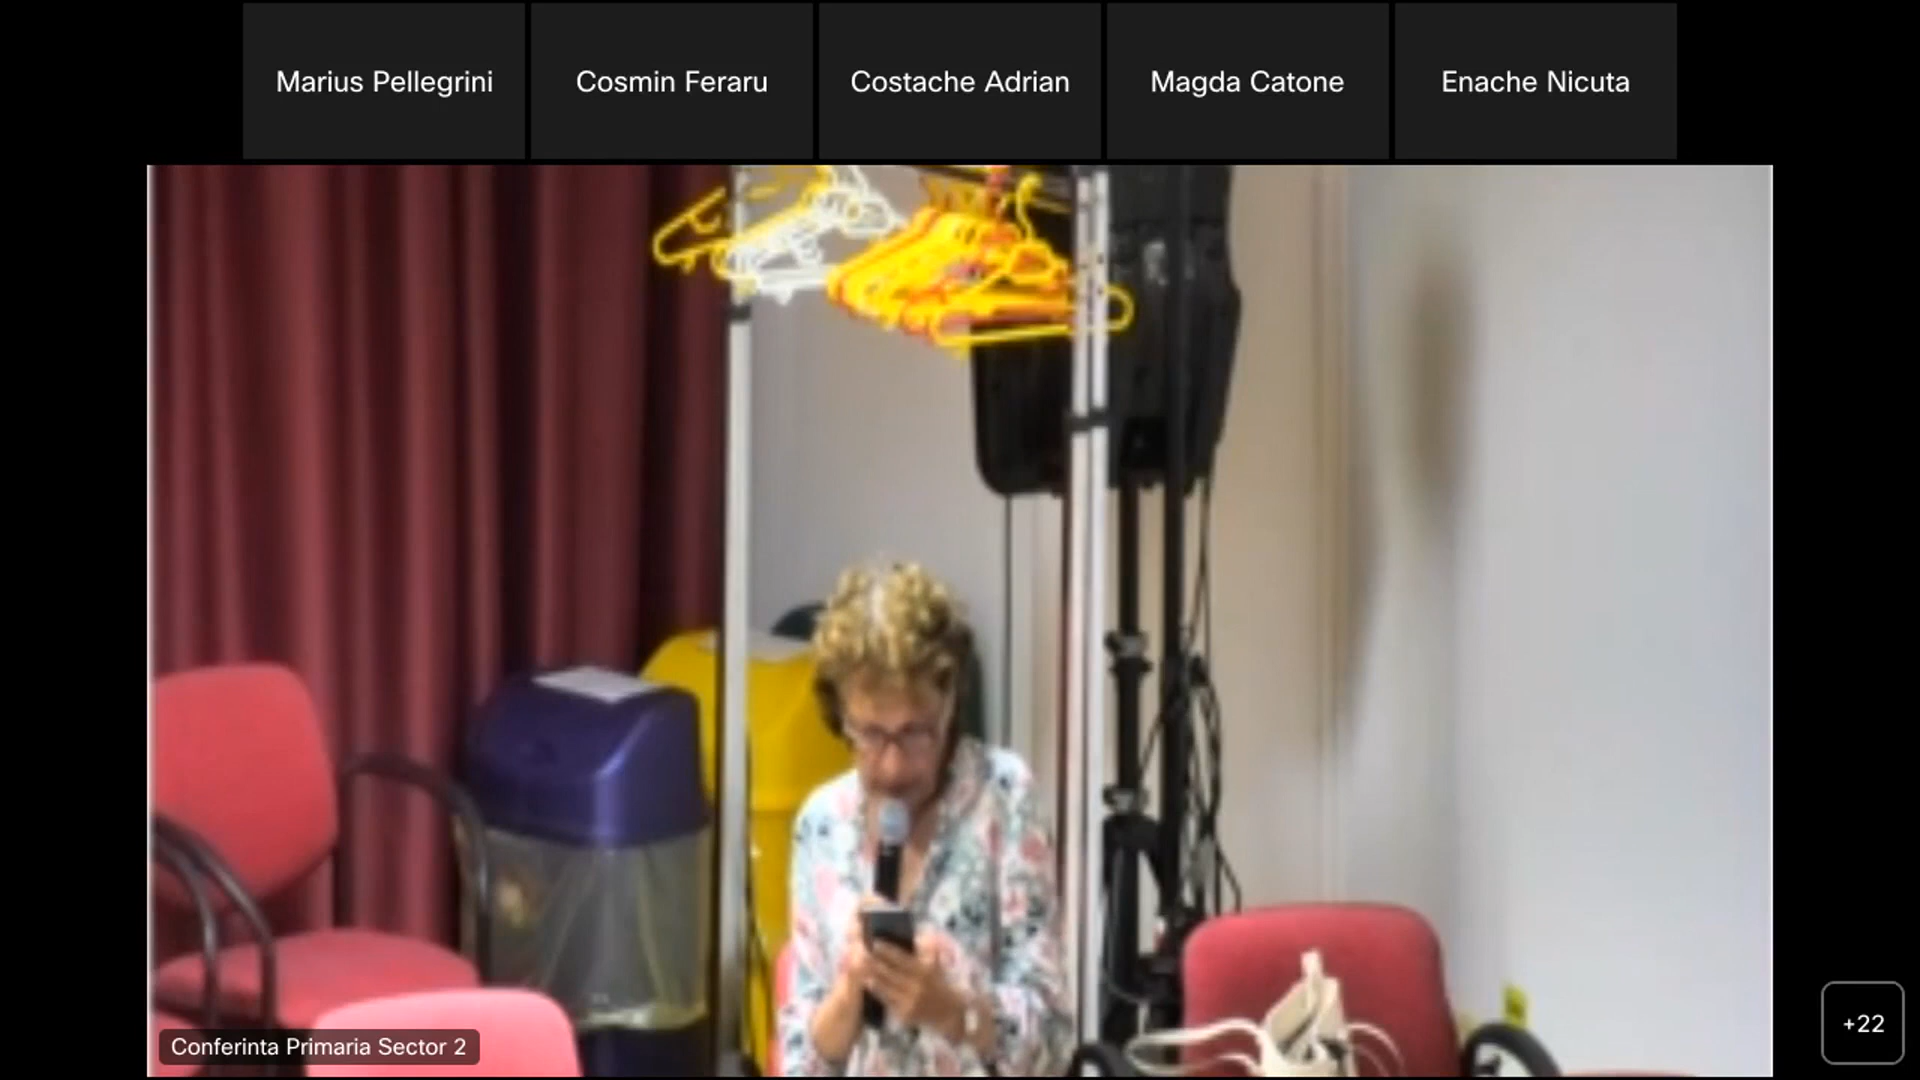 Marius Pellegrini
Cosmin Feraru
Costache Adrian
Magda Catone
Enache Nicuta
Conferinta Primaria Sector 2
+22